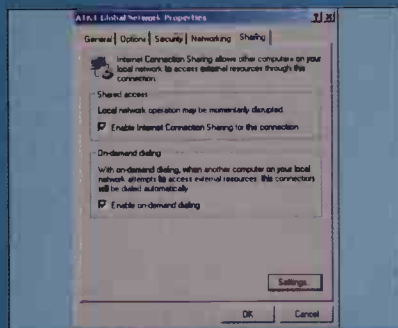 AT&T Global Network Properties
General Options Security Networking Sharing
Internet Connection Sharing allows other computers on your
local network to access external resources through this
connection.
Shared access
Local network operation may be momentarily disrupted.
Enable Internet Connection Sharing for this connection
On-demand dialing
With on-demand dialing, when another computer on your local
network attempts to access external resources, this connection
will be dialed automatically.
Enable on-demand dialing
Settings...
OK Cancel